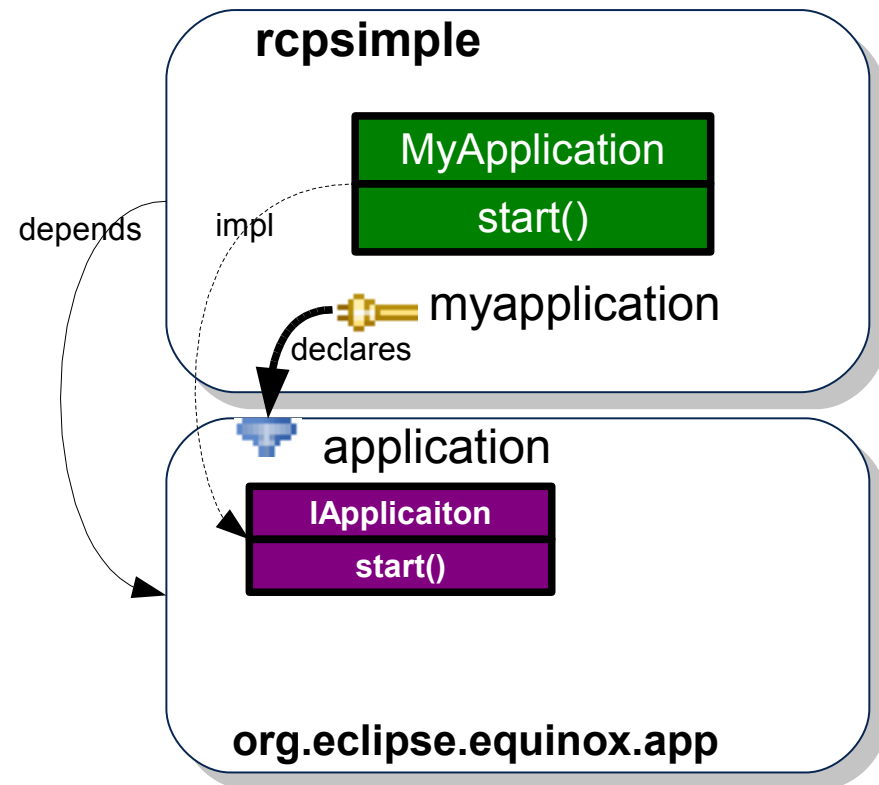 rcpsimple
MyApplication
start()
depends
impl
myapplication
declares
application
IApplicaiton
start()
org.eclipse.equinox.app